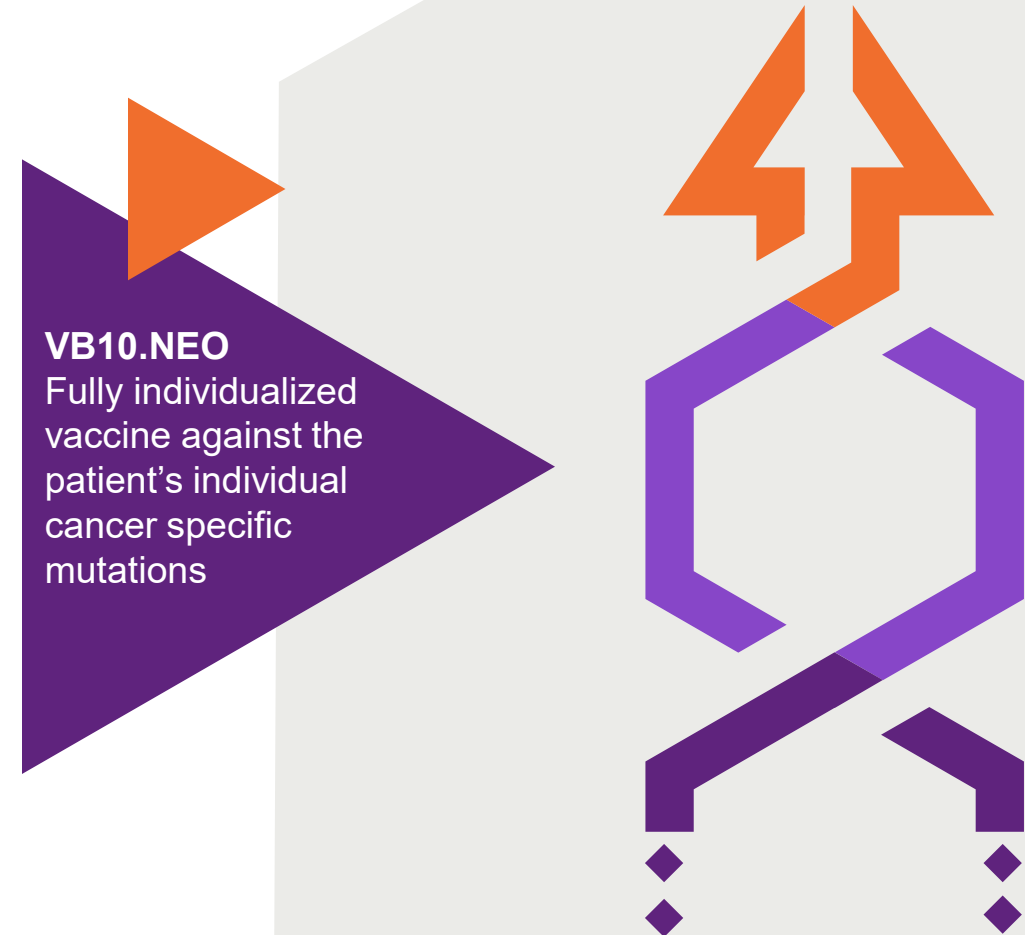 VB10.NEO
Fully individualized
vaccine against the
patient’s individual
cancer specific
mutations